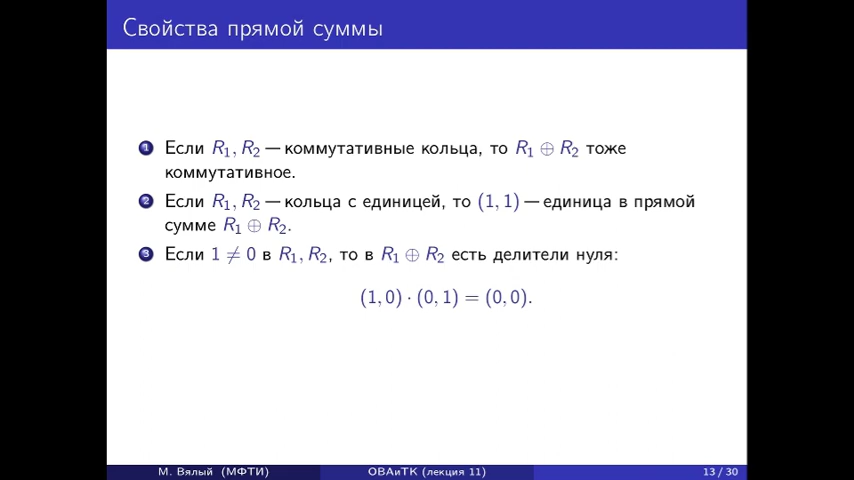 Свойства прямой суммы
1 Если R₁, R₂ — коммутативные кольца, то R₁ ⊕ R₂ тоже
коммутативное.
2 Если R₁, R₂ — кольца с единицей, то (1, 1) — единица в прямой
сумме R₁ ⊕ R₂.
3 Если 1 ≠ 0 в R₁, R₂, то в R₁ ⊕ R₂ есть делители нуля:
(1, 0) · (0, 1) = (0, 0).
М. Вялый (МФТИ) ОВАиТК (лекция 11) 13 / 30